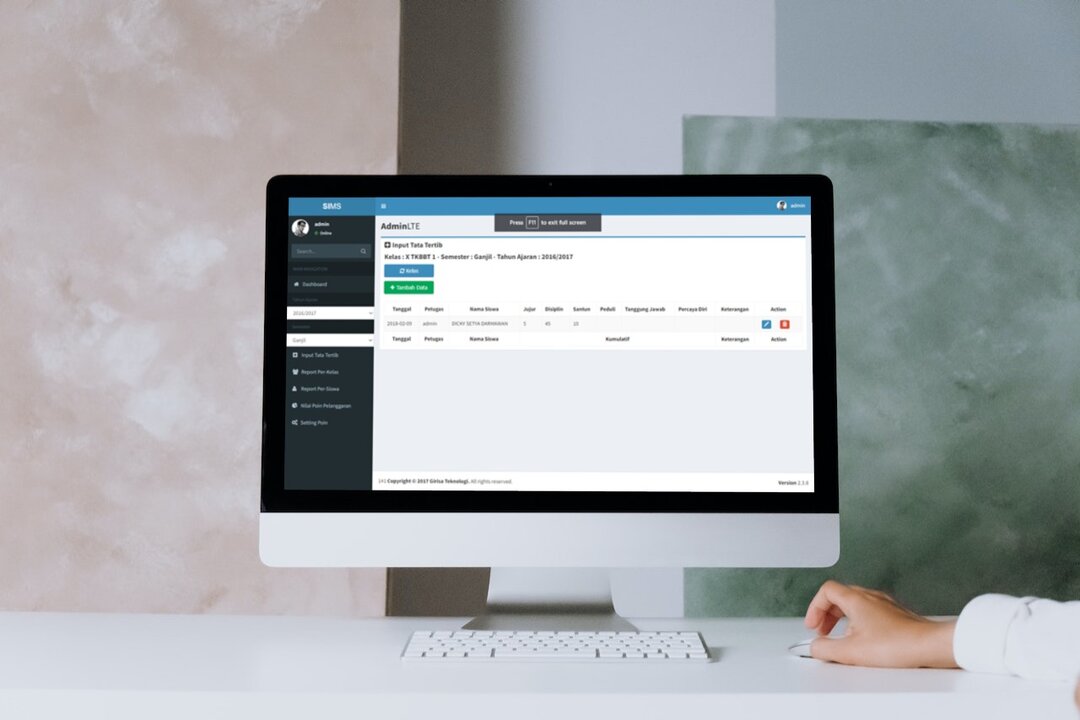 SIMS
admin
admin
Online
AdminLTE
Press F11 to exit full screen
Search...
MAIN NAVIGATION
Dashboard
Tahun Ajaran
2016/2017
Semester
Ganjil
Input Tata Tertib
Report Per-Kelas
Report Per-Siswa
Nilai Poin Pelanggaran
Setting Poin
Input Tata Tertib
Kelas : X TKBBT 1 - Semester : Ganjil - Tahun Ajaran : 2016/2017
Kelas
Tambah Data
Tanggal Petugas Nama Siswa Jujur Disiplin Santun Peduli Tanggung Jawab Percaya Diri Keterangan Action
2018-02-05 admin DICKY SETYA DARMAWAN 5 45 10
Tanggal Petugas Nama Siswa Kumulatif Keterangan Action
141 Copyright © 2017 Girisa Teknologi. All rights reserved.
Version 2.3.8